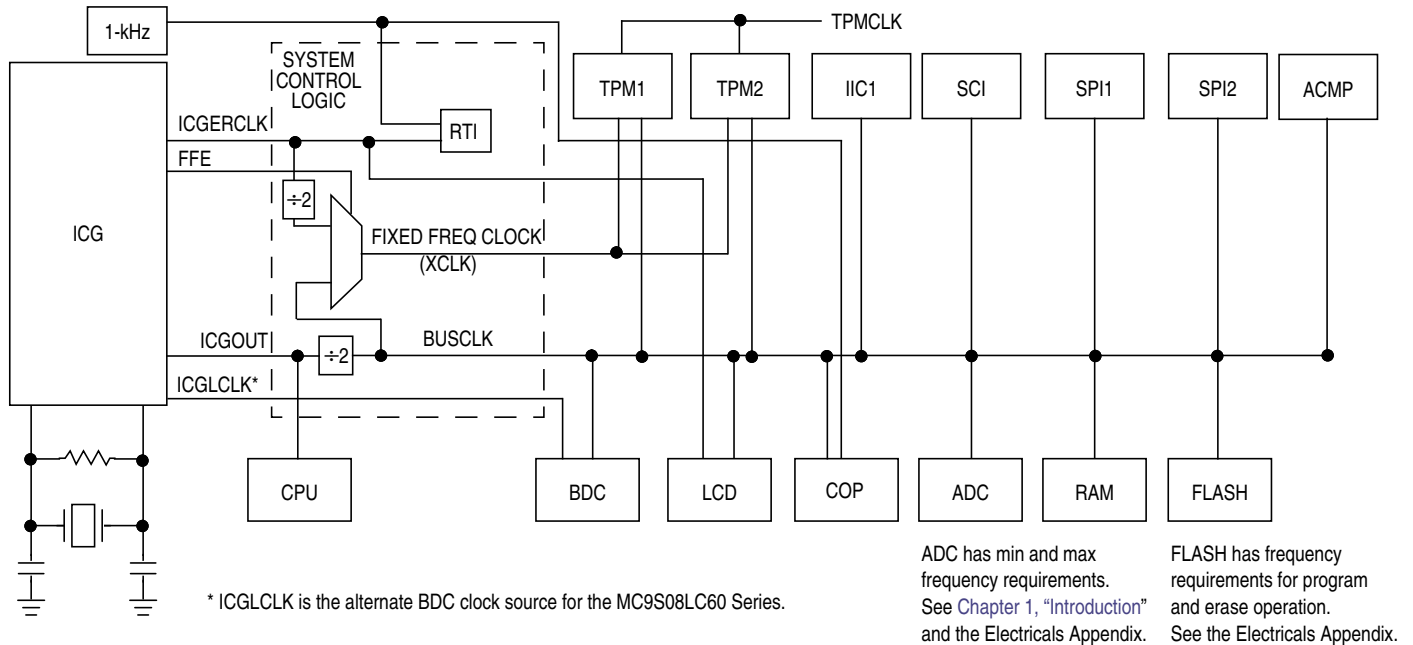 1-kHz
TPMCLK
SYSTEM
CONTROL
LOGIC
TPM1
TPM2
IIC1
SCI
SPI1
SPI2
ACMP
ICGERCLK
RTI
FFE
÷2
ICG
FIXED FREQ CLOCK
(XCLK)
ICGOUT
÷2
BUSCLK
ICGLCLK*
CPU
BDC
LCD
COP
ADC
RAM
FLASH
ADC has min and max
frequency requirements.
See Chapter 1, “Introduction”
and the Electricals Appendix.
FLASH has frequency
requirements for program
and erase operation.
See the Electricals Appendix.
* ICGLCLK is the alternate BDC clock source for the MC9S08LC60 Series.